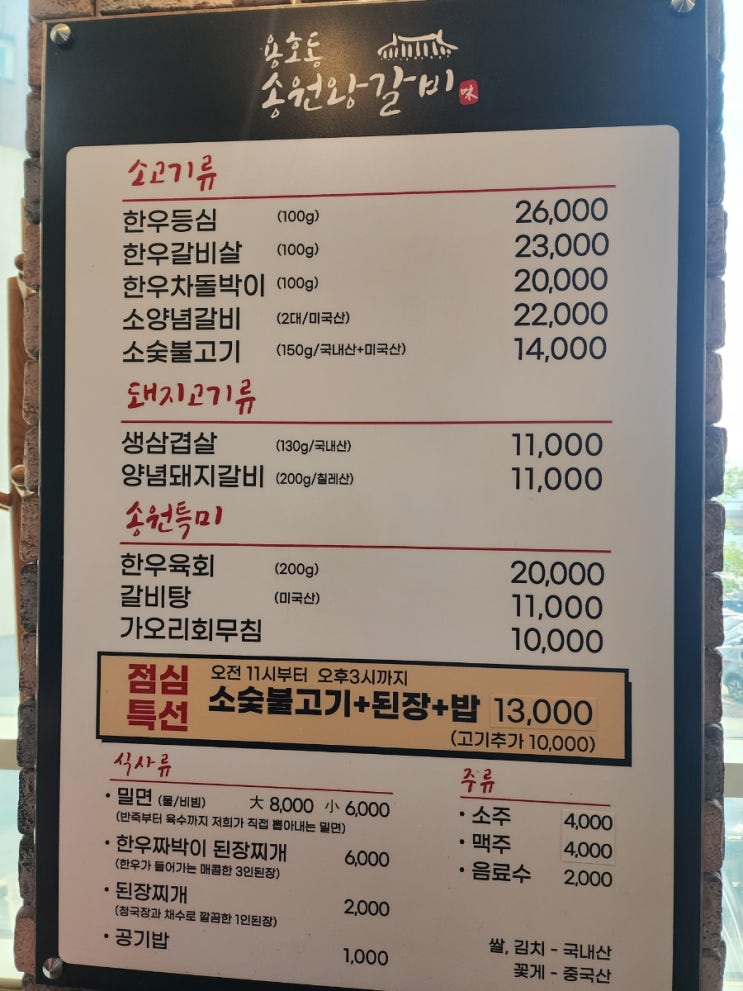 용호동
송원왕갈비 味
소고기류
한우등심 (100g) 26,000
한우갈비살 (100g) 23,000
한우차돌박이 (100g) 20,000
소양념갈비 (2대/미국산) 22,000
소숯불고기 (150g/국내산+미국산) 14,000
돼지고기류
생삼겹살 (130g/국내산) 11,000
양념돼지갈비 (200g/칠레산) 11,000
송원특미
한우육회 (200g) 20,000
갈비탕 (미국산) 11,000
가오리회무침 10,000
점심특선
오전 11시부터 오후3시까지
소숯불고기+된장+밥 13,000
(고기추가 10,000)
식사류
· 밀면 (물/비빔) 大 8,000 小 6,000
(반죽부터 육수까지 저희가 직접 뽑아내는 밀면)
· 한우짜박이 된장찌개 6,000
(한우가 들어가는 매콤한 3인된장)
· 된장찌개 2,000
(청국장과 채수로 깔끔한 1인된장)
· 공기밥 1,000
주류
· 소주 4,000
· 맥주 4,000
· 음료수 2,000
쌀, 김치 - 국내산
꽃게 - 중국산